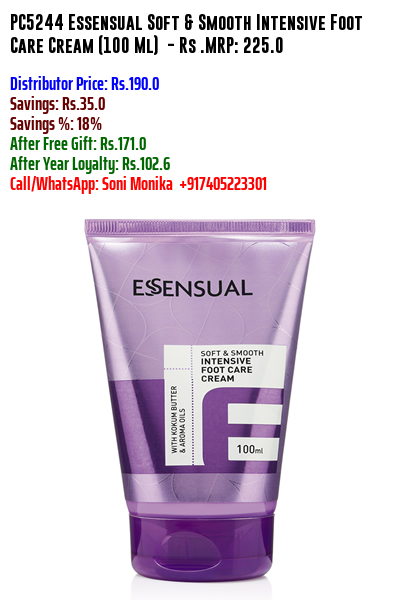 PC5244 Essensual Soft & Smooth Intensive Foot
Care Cream (100 Ml) - Rs .MRP: 225.0
Distributor Price: Rs.190.0
Savings: Rs.35.0
Savings %: 18%
After Free Gift: Rs.171.0
After Year Loyalty: Rs.102.6
Call/WhatsApp: Soni Monika +917405223301
ESSENSUAL
SOFT & SMOOTH
INTENSIVE
FOOT CARE
CREAM
WITH KOKUM BUTTER
& AROMA OILS
100ml